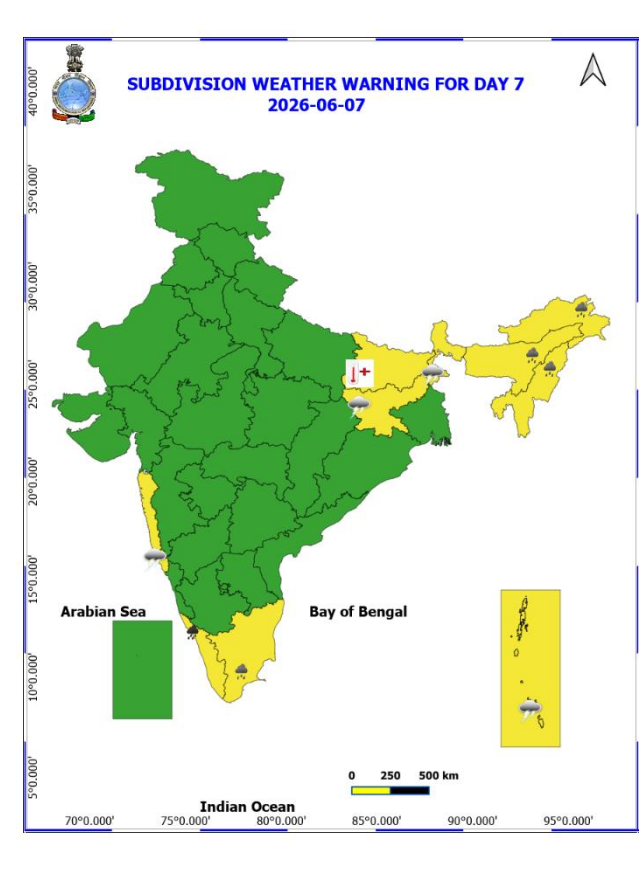 SUBDIVISION WEATHER WARNING FOR DAY 7
2026-06-07
40°0.000'
35°0.000'
30°0.000'
25°0.000'
20°0.000'
15°0.000'
Arabian Sea
Bay of Bengal
10°0.000'
5°0.000'
0 250 500 km
Indian Ocean
70°0.000' 75°0.000' 80°0.000' 85°0.000' 90°0.000' 95°0.000'